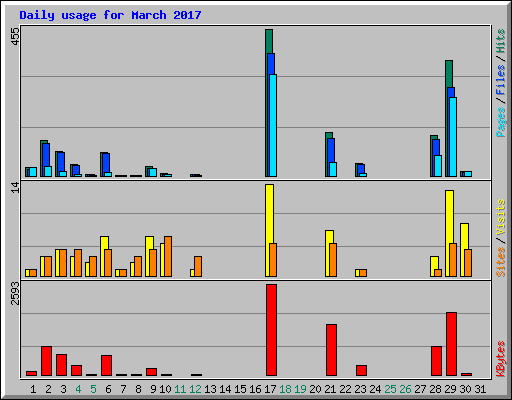 Daily usage for March 2017
455
Pages / Files / Hits
14
Sites / Visits
2593
KBytes
1 2 3 4 5 6 7 8 9 10 11 12 13 14 15 16 17 18 19 20 21 22 23 24 25 26 27 28 29 30 31